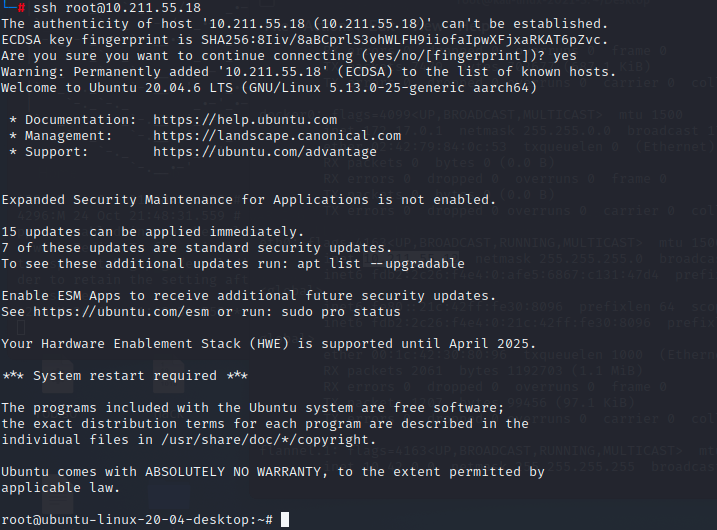 └─# ssh root@10.211.55.18
The authenticity of host '10.211.55.18 (10.211.55.18)' can't be established.
ECDSA key fingerprint is SHA256:8Iiv/8aBCprlS3ohWLFH9iiofaIpwXFjxaRKAT6pZvc.
Are you sure you want to continue connecting (yes/no/[fingerprint])? yes
Warning: Permanently added '10.211.55.18' (ECDSA) to the list of known hosts.
Welcome to Ubuntu 20.04.6 LTS (GNU/Linux 5.13.0-25-generic aarch64)
* Documentation: https://help.ubuntu.com
* Management: https://landscape.canonical.com
* Support: https://ubuntu.com/advantage
Expanded Security Maintenance for Applications is not enabled.
15 updates can be applied immediately.
7 of these updates are standard security updates.
To see these additional updates run: apt list --upgradable
Enable ESM Apps to receive additional future security updates.
See https://ubuntu.com/esm or run: sudo pro status
Your Hardware Enablement Stack (HWE) is supported until April 2025.
*** System restart required ***
The programs included with the Ubuntu system are free software;
the exact distribution terms for each program are described in the
individual files in /usr/share/doc/*/copyright.
Ubuntu comes with ABSOLUTELY NO WARRANTY, to the extent permitted by
applicable law.
root@ubuntu-linux-20-04-desktop:~#